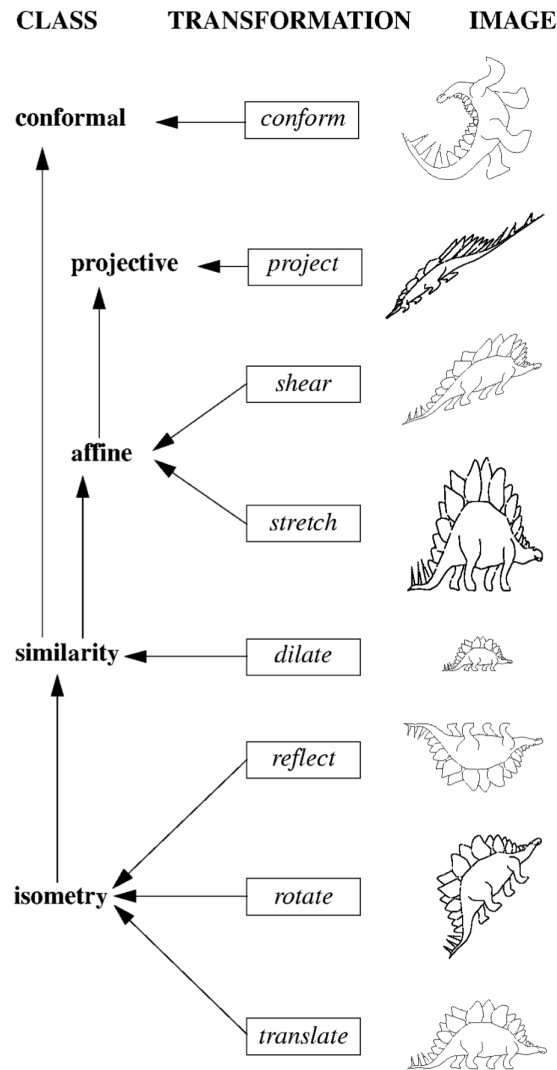 CLASS TRANSFORMATION IMAGE
conformal conform
projective project
shear
affine
stretch
similarity dilate
reflect
isometry rotate
translate